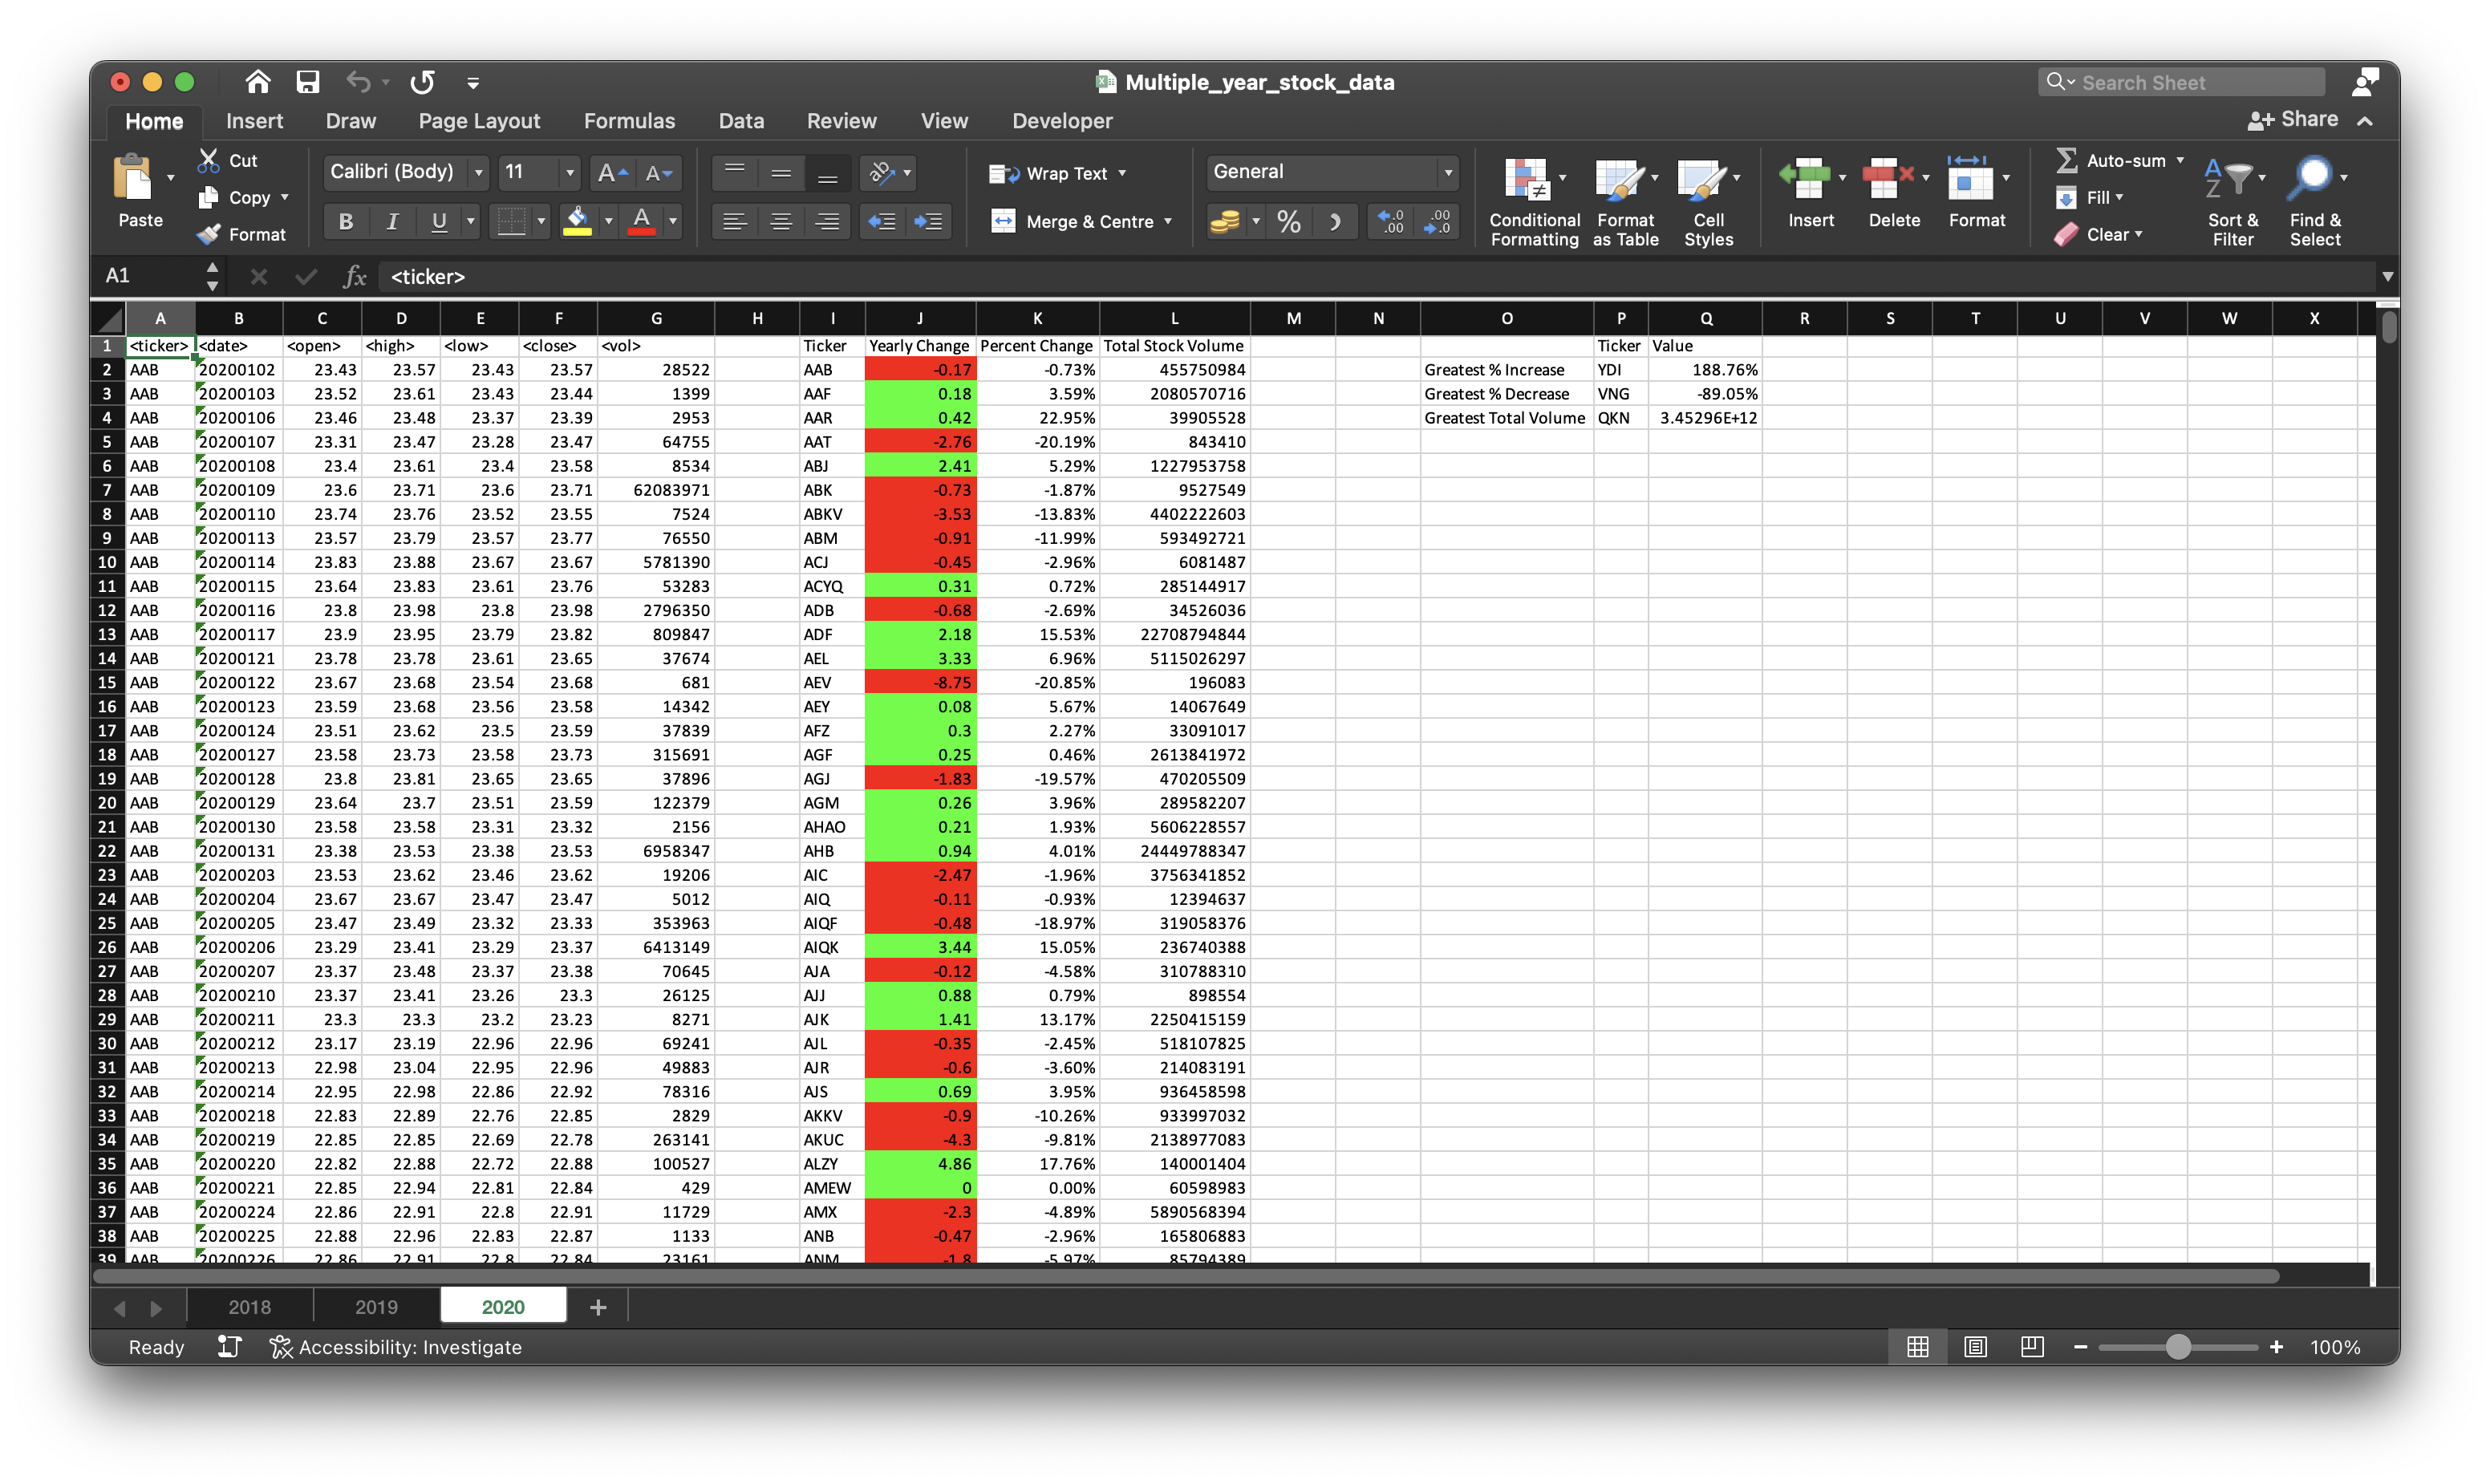 Multiple_year_stock_data
Search Sheet
Home Insert Draw Page Layout Formulas Data Review View Developer Share
Paste Cut Copy Format
Calibri (Body) 11 A A
B I U A
ab
Wrap Text
Merge & Centre
General
% .0 .00 .00 .0
Conditional Formatting
Format as Table
Cell Styles
Insert Delete Format
Auto-sum
Fill
Clear
Sort & Filter
Find & Select
A1 fx <ticker>
A B C D E F G H I J K L M N O P Q R S T U V W X
1 <ticker> <date> <open> <high> <low> <close> <vol> Ticker Yearly Change Percent Change Total Stock Volume Ticker Value
2 AAB 20200102 23.43 23.57 23.43 23.57 28522 AAB -0.17 -0.73% 455750984 Greatest % Increase YDI 188.76%
3 AAB 20200103 23.52 23.61 23.43 23.44 1399 AAF 0.18 3.59% 2080570716 Greatest % Decrease VNG -89.05%
4 AAB 20200106 23.46 23.48 23.37 23.39 2953 AAR 0.42 22.95% 39905528 Greatest Total Volume QKN 3.45296E+12
5 AAB 20200107 23.31 23.47 23.28 23.47 64755 AAT -2.76 -20.19% 843410
6 AAB 20200108 23.4 23.61 23.4 23.58 8534 ABJ 2.41 5.29% 1227953758
7 AAB 20200109 23.6 23.71 23.6 23.71 62083971 ABK -0.73 -1.87% 9527549
8 AAB 20200110 23.74 23.76 23.52 23.55 7524 ABKV -3.53 -13.83% 4402222603
9 AAB 20200113 23.57 23.79 23.57 23.77 76550 ABM -0.91 -11.99% 593492721
10 AAB 20200114 23.83 23.88 23.67 23.67 5781390 ACJ -0.45 -2.96% 6081487
11 AAB 20200115 23.64 23.83 23.61 23.76 53283 ACYQ 0.31 0.72% 285144917
12 AAB 20200116 23.8 23.98 23.8 23.98 2796350 ADB -0.68 -2.69% 34526036
13 AAB 20200117 23.9 23.95 23.79 23.82 809847 ADF 2.18 15.53% 22708794844
14 AAB 20200121 23.78 23.78 23.61 23.65 37674 AEL 3.33 6.96% 5115026297
15 AAB 20200122 23.67 23.68 23.54 23.68 681 AEV -8.75 -20.85% 196083
16 AAB 20200123 23.59 23.68 23.56 23.58 14342 AEY 0.08 5.67% 14067649
17 AAB 20200124 23.51 23.62 23.5 23.59 37839 AFZ 0.3 2.27% 33091017
18 AAB 20200127 23.58 23.73 23.58 23.73 315691 AGF 0.25 0.46% 2613841972
19 AAB 20200128 23.8 23.81 23.65 23.65 37896 AGJ -1.83 -19.57% 470205509
20 AAB 20200129 23.64 23.7 23.51 23.59 122379 AGM 0.26 3.96% 289582207
21 AAB 20200130 23.58 23.58 23.31 23.32 2156 AHAO 0.21 1.93% 5606228557
22 AAB 20200131 23.38 23.53 23.38 23.53 6958347 AHB 0.94 4.01% 24449788347
23 AAB 20200203 23.53 23.62 23.46 23.62 19206 AIC -2.47 -1.96% 3756341852
24 AAB 20200204 23.67 23.67 23.47 23.47 5012 AIQ -0.11 -0.93% 12394637
25 AAB 20200205 23.47 23.49 23.32 23.33 353963 AIQF -0.48 -18.97% 319058376
26 AAB 20200206 23.29 23.41 23.29 23.37 6413149 AIQK 3.44 15.05% 236740388
27 AAB 20200207 23.37 23.48 23.37 23.38 70645 AJA -0.12 -4.58% 310788310
28 AAB 20200210 23.37 23.41 23.26 23.3 26125 AJJ 0.88 0.79% 898554
29 AAB 20200211 23.3 23.3 23.2 23.23 8271 AJK 1.41 13.17% 2250415159
30 AAB 20200212 23.17 23.19 22.96 22.96 69241 AJL -0.35 -2.45% 518107825
31 AAB 20200213 22.98 23.04 22.95 22.96 49883 AJR -0.6 -3.60% 214083191
32 AAB 20200214 22.95 22.98 22.86 22.92 78316 AJS 0.69 3.95% 936458598
33 AAB 20200218 22.83 22.89 22.76 22.85 2829 AKKV -0.9 -10.26% 933997032
34 AAB 20200219 22.85 22.85 22.69 22.78 263141 AKUC -4.3 -9.81% 2138977083
35 AAB 20200220 22.82 22.88 22.72 22.88 100527 ALZY 4.86 17.76% 140001404
36 AAB 20200221 22.85 22.94 22.81 22.84 429 AMEW 0 0.00% 60598983
37 AAB 20200224 22.86 22.91 22.8 22.91 11729 AMX -2.3 -4.89% 5890568394
38 AAB 20200225 22.88 22.96 22.83 22.87 1133 ANB -0.47 -2.96% 165806883
39 AAB 20200226 22.86 22.91 22.8 22.84 23161 ANM -1.8 -5.97% 85794389
2018 2019 2020 +
Ready Accessibility: Investigate 100%